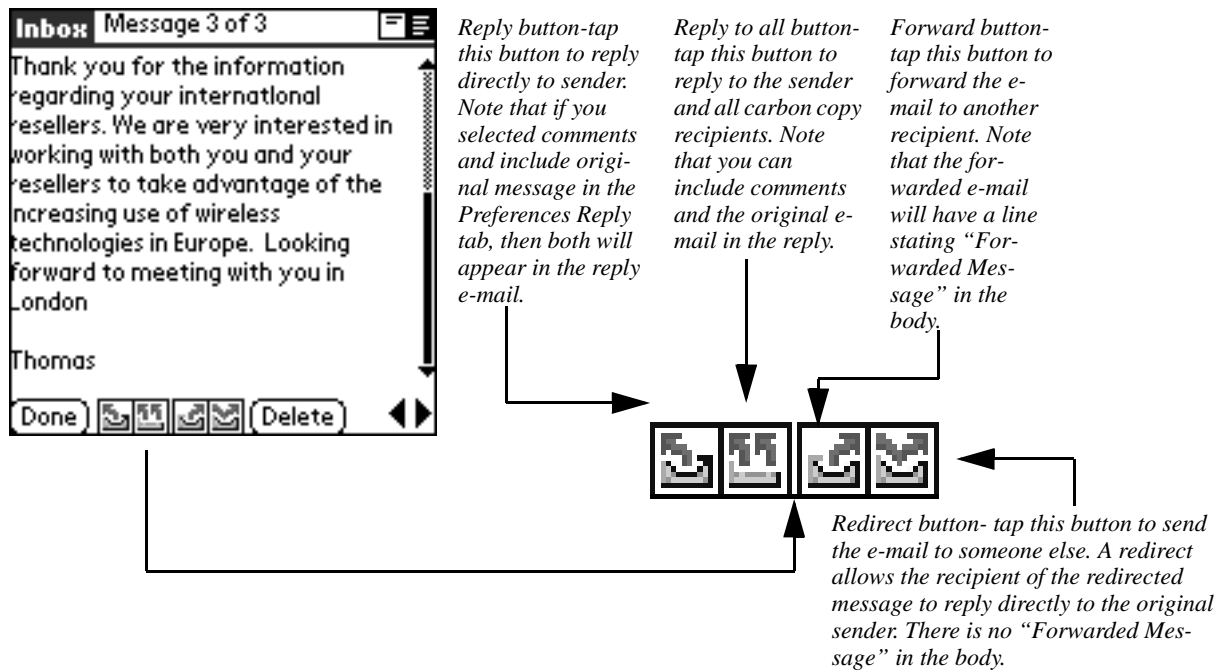 Inbox Message 3 of 3
Thank you for the information
regarding your international
resellers. We are very interested in
working with both you and your
resellers to take advantage of the
increasing use of wireless
technologies in Europe.  Looking
forward to meeting with you in
London
Thomas
Done Delete
Reply button-tap
this button to reply
directly to sender.
Note that if you
selected comments
and include origi-
nal message in the
Preferences Reply
tab, then both will
appear in the reply
e-mail.
Reply to all button-
tap this button to
reply to the sender
and all carbon copy
recipients. Note
that you can
include comments
and the original e-
mail in the reply.
Forward button-
tap this button to
forward the e-
mail to another
recipient. Note
that the for-
warded e-mail
will have a line
stating “For-
warded Mes-
sage” in the
body.
Redirect button- tap this button to send
the e-mail to someone else. A redirect
allows the recipient of the redirected
message to reply directly to the original
sender. There is no “Forwarded Mes-
sage” in the body.